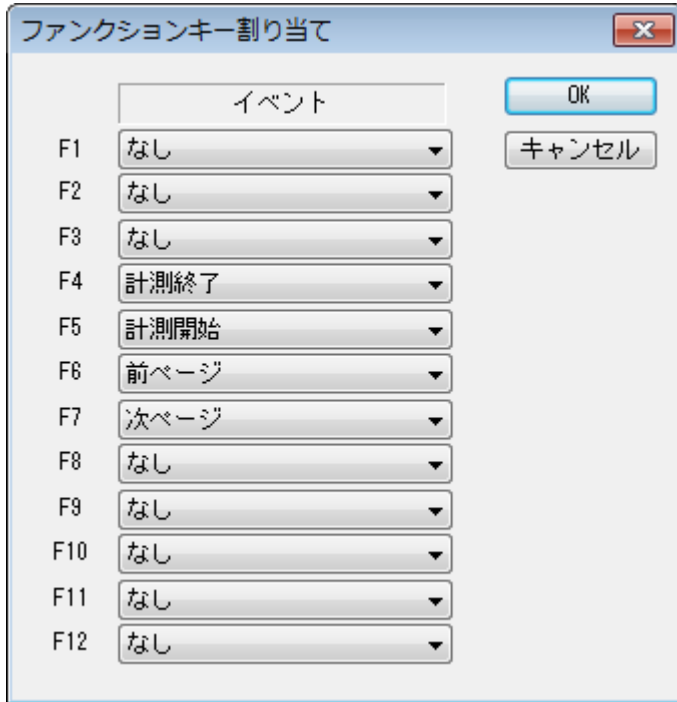 ファンクションキー割り当て
イベント
OK
F1 なし
キャンセル
F2 なし
F3 なし
F4 計測終了
F5 計測開始
F6 前ページ
F7 次ページ
F8 なし
F9 なし
F10 なし
F11 なし
F12 なし